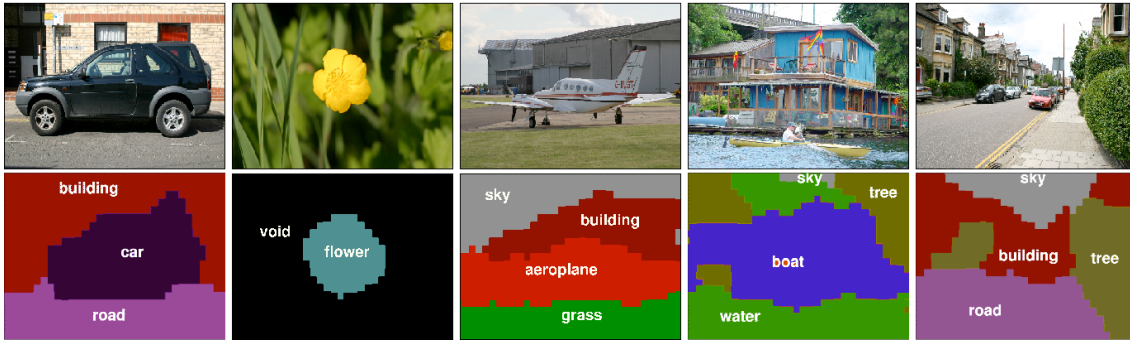 building
car
road
void
flower
sky
building
aeroplane
grass
sky
tree
boat
water
sky
building
tree
road